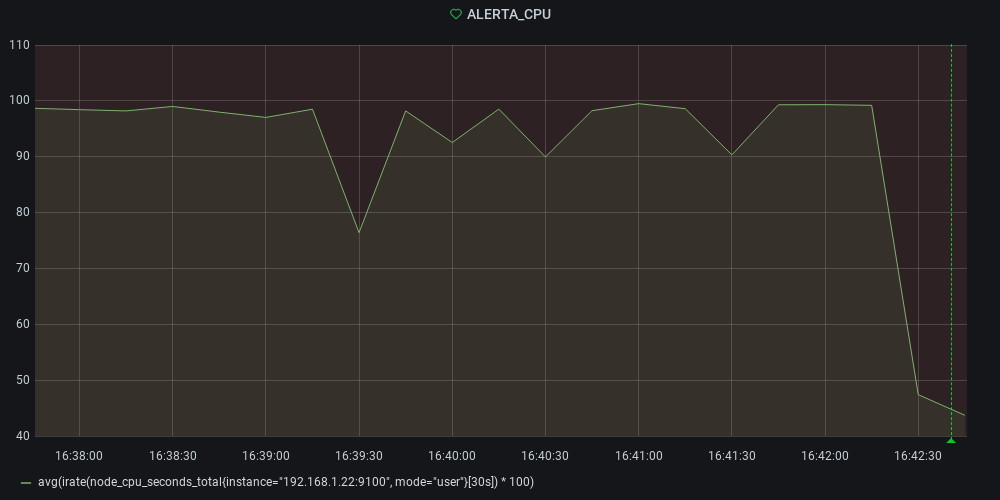 ALERTA_CPU
110
100
90
80
70
60
50
40
16:38:00 16:38:30 16:39:00 16:39:30 16:40:00 16:40:30 16:41:00 16:41:30 16:42:00 16:42:30
avg(irate(node_cpu_seconds_total{instance="192.168.1.22:9100", mode="user"}[30s]) * 100)